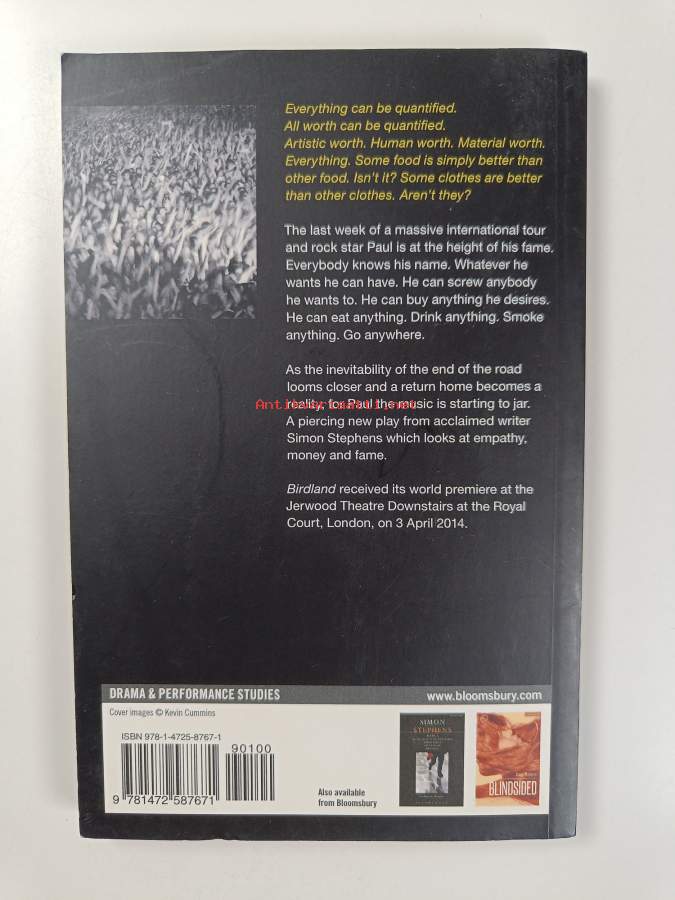 Everything can be quantified.
All worth can be quantified.
Artistic worth. Human worth. Material worth.
Everything. Some food is simply better than
other food. Isn't it? Some clothes are better
than other clothes. Aren't they?
The last week of a massive international tour
and rock star Paul is at the height of his fame.
Everybody knows his name. Whatever he
wants he can have. He can screw anybody
he wants to. He can buy anything he desires.
He can eat anything. Drink anything. Smoke
anything. Go anywhere.
As the inevitability of the end of the road
looms closer and a return home becomes a
reality, for Paul the music is starting to jar.
Antikvariaatti.net
A piercing new play from acclaimed writer
Simon Stephens which looks at empathy,
money and fame.
Birdland received its world premiere at the
Jerwood Theatre Downstairs at the Royal
Court, London, on 3 April 2014.
DRAMA & PERFORMANCE STUDIES
www.bloomsbury.com
Cover images © Kevin Cummins
ISBN 978-1-4725-8767-1
90100
9 781472 587671
Also available
from Bloomsbury
SIMON
STEPHENS
BLINDSIDED